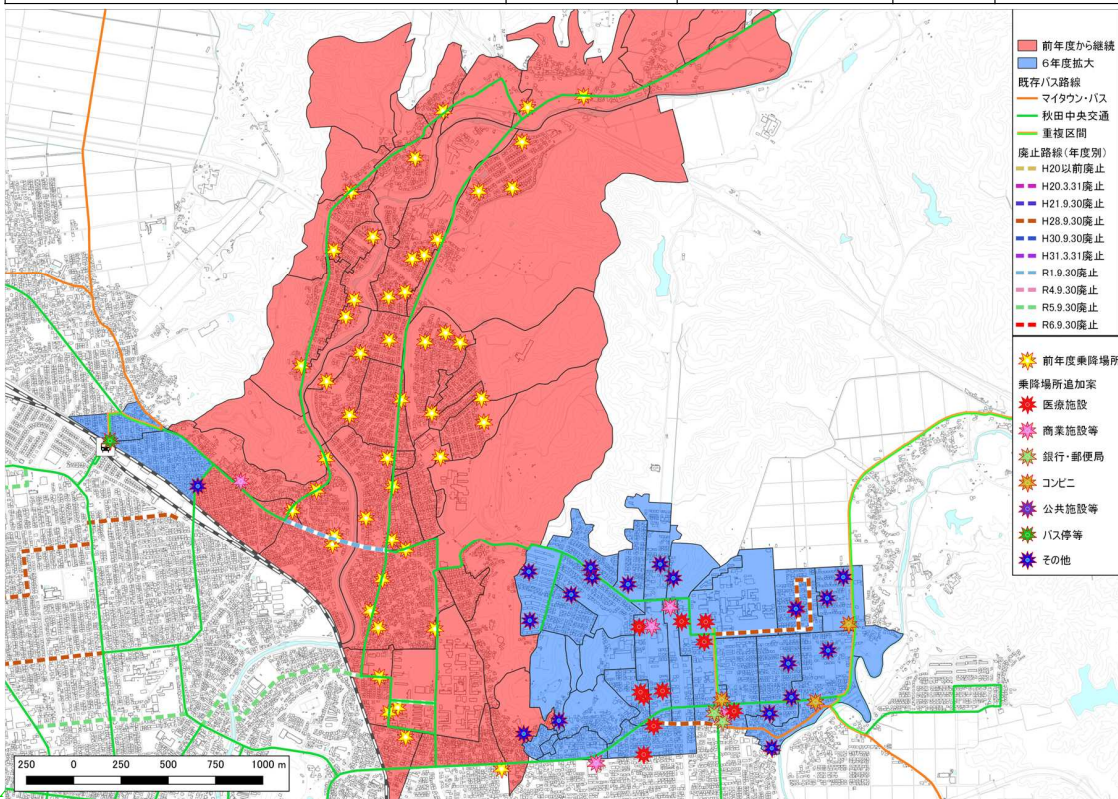 前年度から継続
6年度拡大
既存バス路線
マイタウン・バス
秋田中央交通
重複区間
廃止路線(年度別)
H20以前廃止
H20.3.31廃止
H21.9.30廃止
H28.9.30廃止
H30.9.30廃止
H31.3.31廃止
R1.9.30廃止
R4.9.30廃止
R5.9.30廃止
R6.9.30廃止
前年度乗降場所
乗降場所追加案
医療施設
商業施設等
銀行・郵便局
コンビニ
公共施設等
バス停等
その他
250 0 250 500 750 1000 m